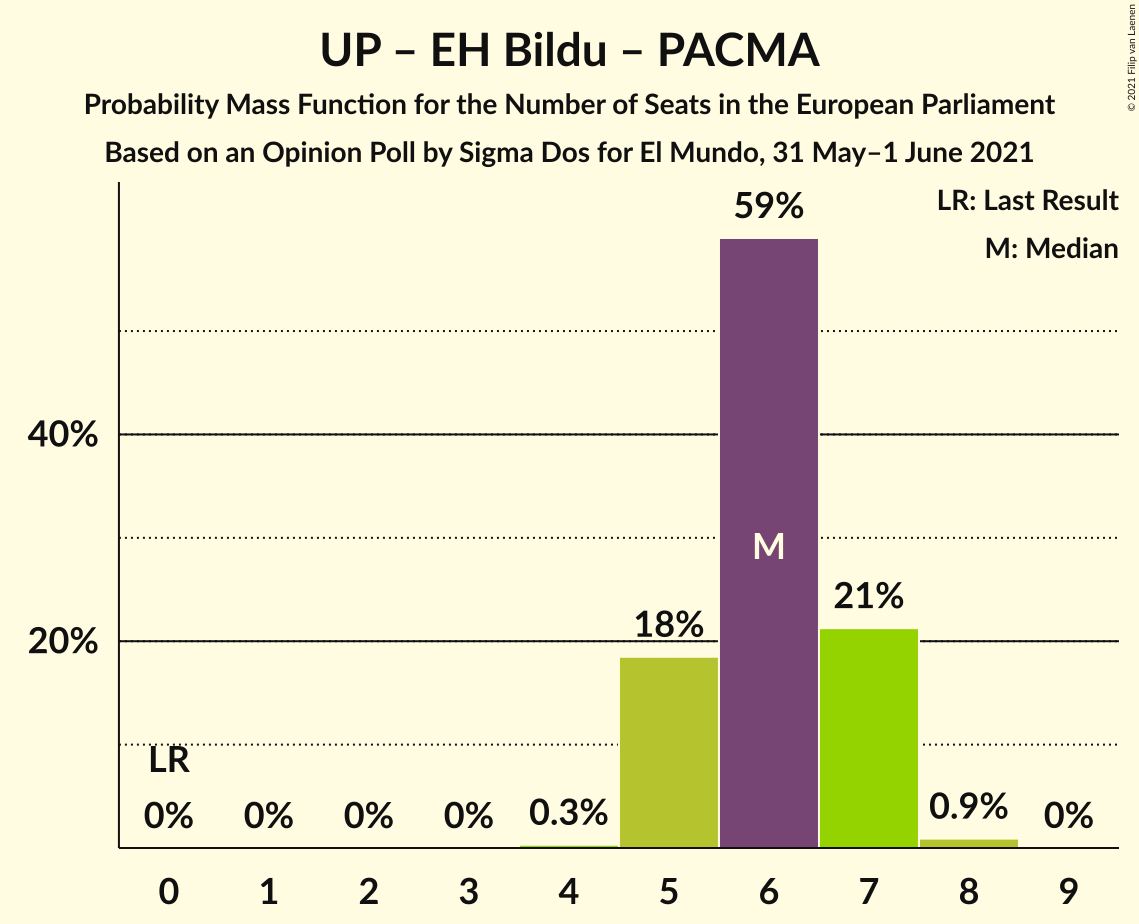 UP – EH Bildu – PACMA
Probability Mass Function for the Number of Seats in the European Parliament
Based on an Opinion Poll by Sigma Dos for El Mundo, 31 May–1 June 2021
© 2021 Filip van Laenen
LR: Last Result
M: Median
59%
40%
M
21%
18%
20%
LR
0% 0% 0% 0% 0.3% 0.9% 0%
0 1 2 3 4 5 6 7 8 9